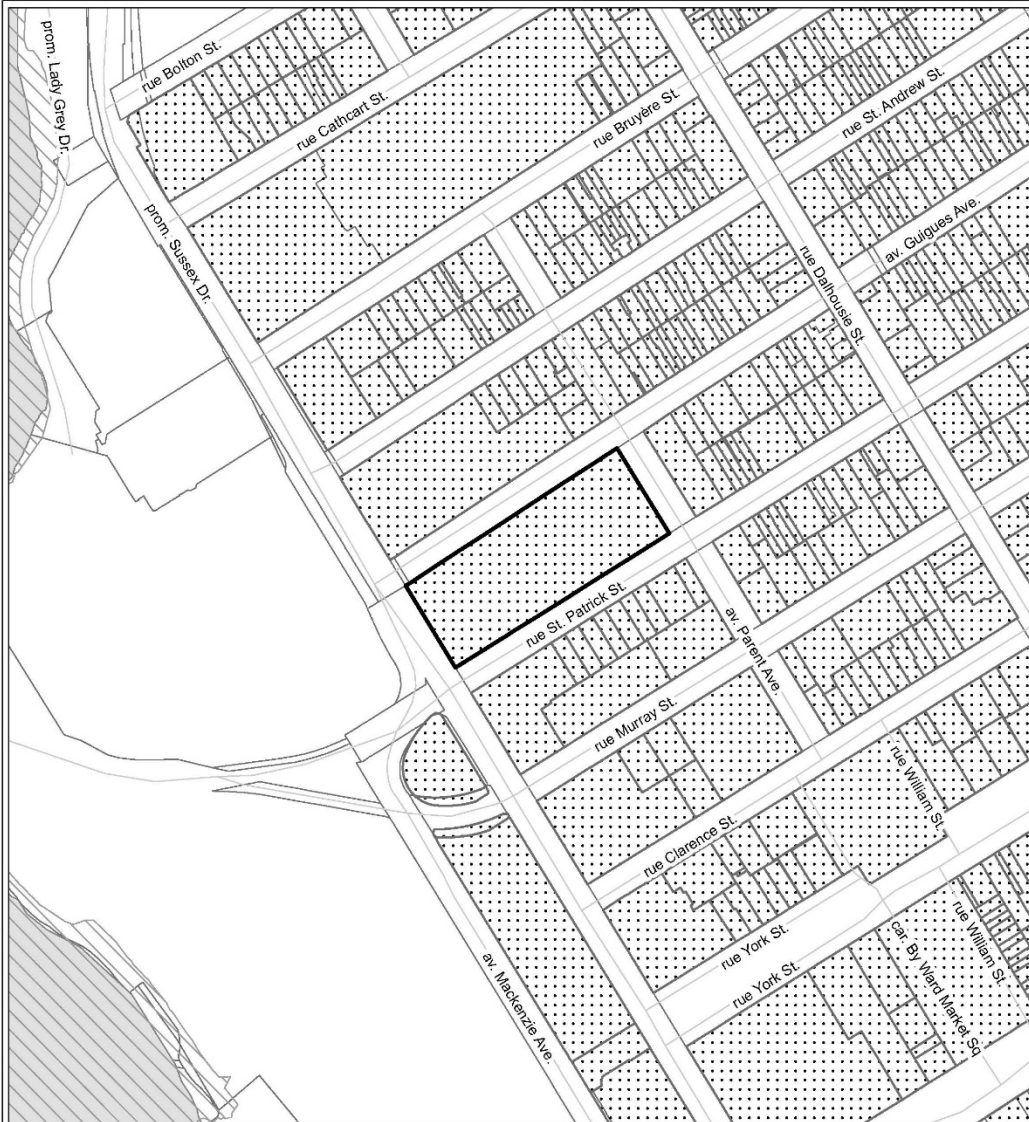 rue Bolton St.
prom. Lady Grey Dr.
rue Cathcart St.
rue Bruyère St.
rue St. Andrew St.
prom. Sussex Dr.
av. Guigues Ave.
rue Dalhousie St.
rue St. Patrick St.
av. Parent Ave.
rue Murray St.
rue William St.
rue Clarence St.
rue York St.
rue York St.
rue William St.
car. By Ward Market Sq
av. Mackenzie Ave.